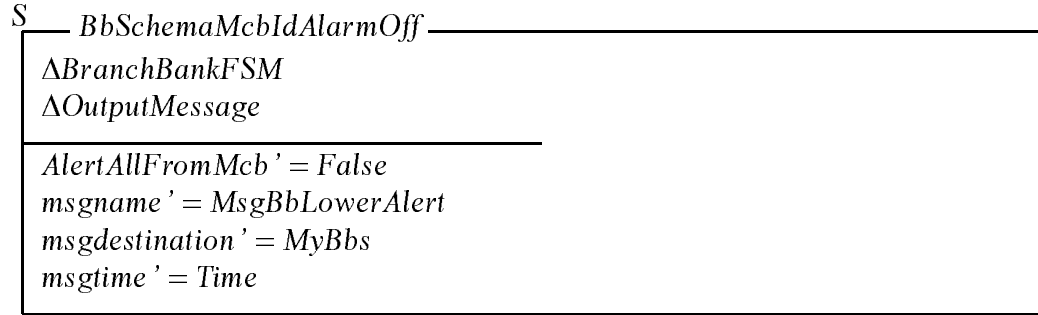 S
BbSchemaMcbIdAlarmOff
ΔBranchBankFSM
ΔOutputMessage
AlertAllFromMcb ’ = False
msgname ’ = MsgBbLowerAlert
msgdestination ’ = MyBbs
msgtime ’ = Time